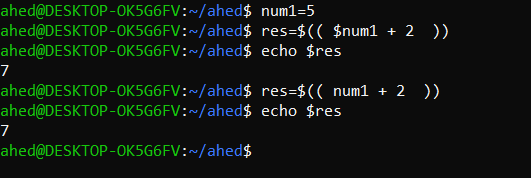 ahed@DESKTOP-OK5G6FV:~/ahed$ num1=5
ahed@DESKTOP-OK5G6FV:~/ahed$ res=$(( $num1 + 2  ))
ahed@DESKTOP-OK5G6FV:~/ahed$ echo $res
7
ahed@DESKTOP-OK5G6FV:~/ahed$ res=$(( num1 + 2  ))
ahed@DESKTOP-OK5G6FV:~/ahed$ echo $res
7
ahed@DESKTOP-OK5G6FV:~/ahed$